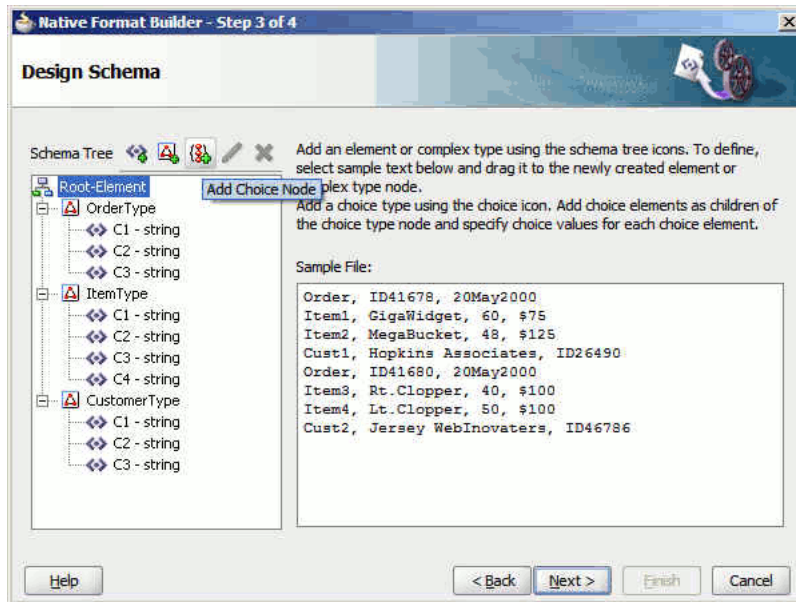 Native Format Builder - Step 3 of 4
Design Schema
Schema Tree
Root-Element
Add Choice Node
OrderType
C1 - string
C2 - string
C3 - string
ItemType
C1 - string
C2 - string
C3 - string
C4 - string
CustomerType
C1 - string
C2 - string
C3 - string
Add an element or complex type using the schema tree icons. To define,
select sample text below and drag it to the newly created element or
plex type node.
Add a choice type using the choice icon. Add choice elements as children of
the choice type node and specify choice values for each choice element.
Sample File:
Order, ID41678, 20May2000
Item1, GigaWidget, 60, $75
Item2, MegaBucket, 48, $125
Cust1, Hopkins Associates, ID26490
Order, ID41680, 20May2000
Item3, Rt.Clopper, 40, $100
Item4, Lt.Clopper, 50, $100
Cust2, Jersey WebInovaters, ID46786
Help
< Back
Next >
Finish
Cancel